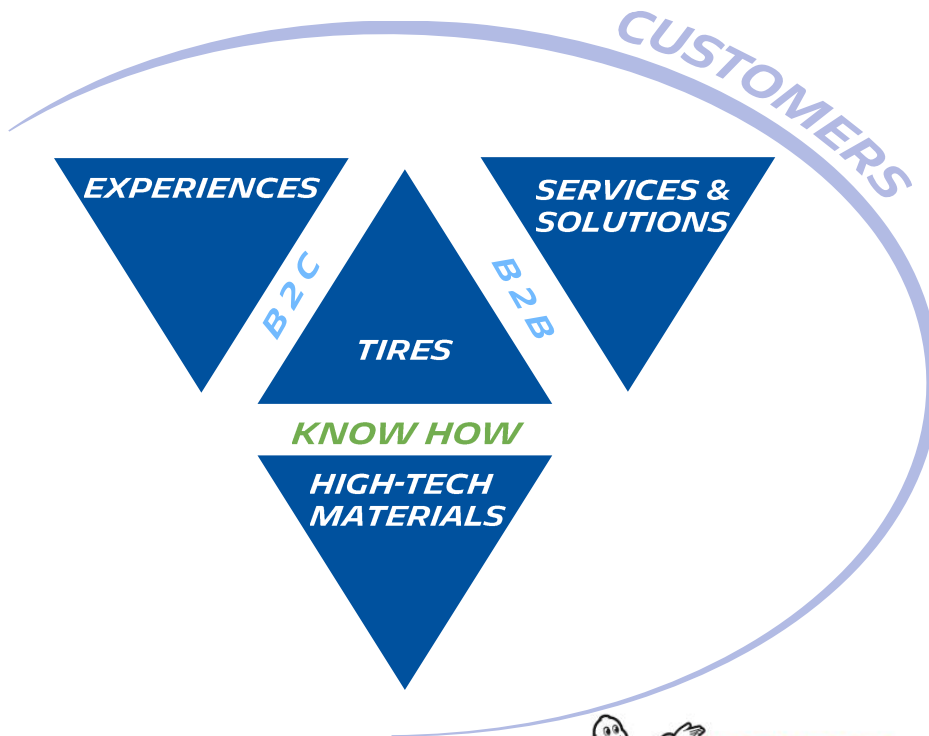 CUSTOMERS
EXPERIENCES
SERVICES &
SOLUTIONS
B2C
B2B
TIRES
KNOW HOW
HIGH-TECH
MATERIALS